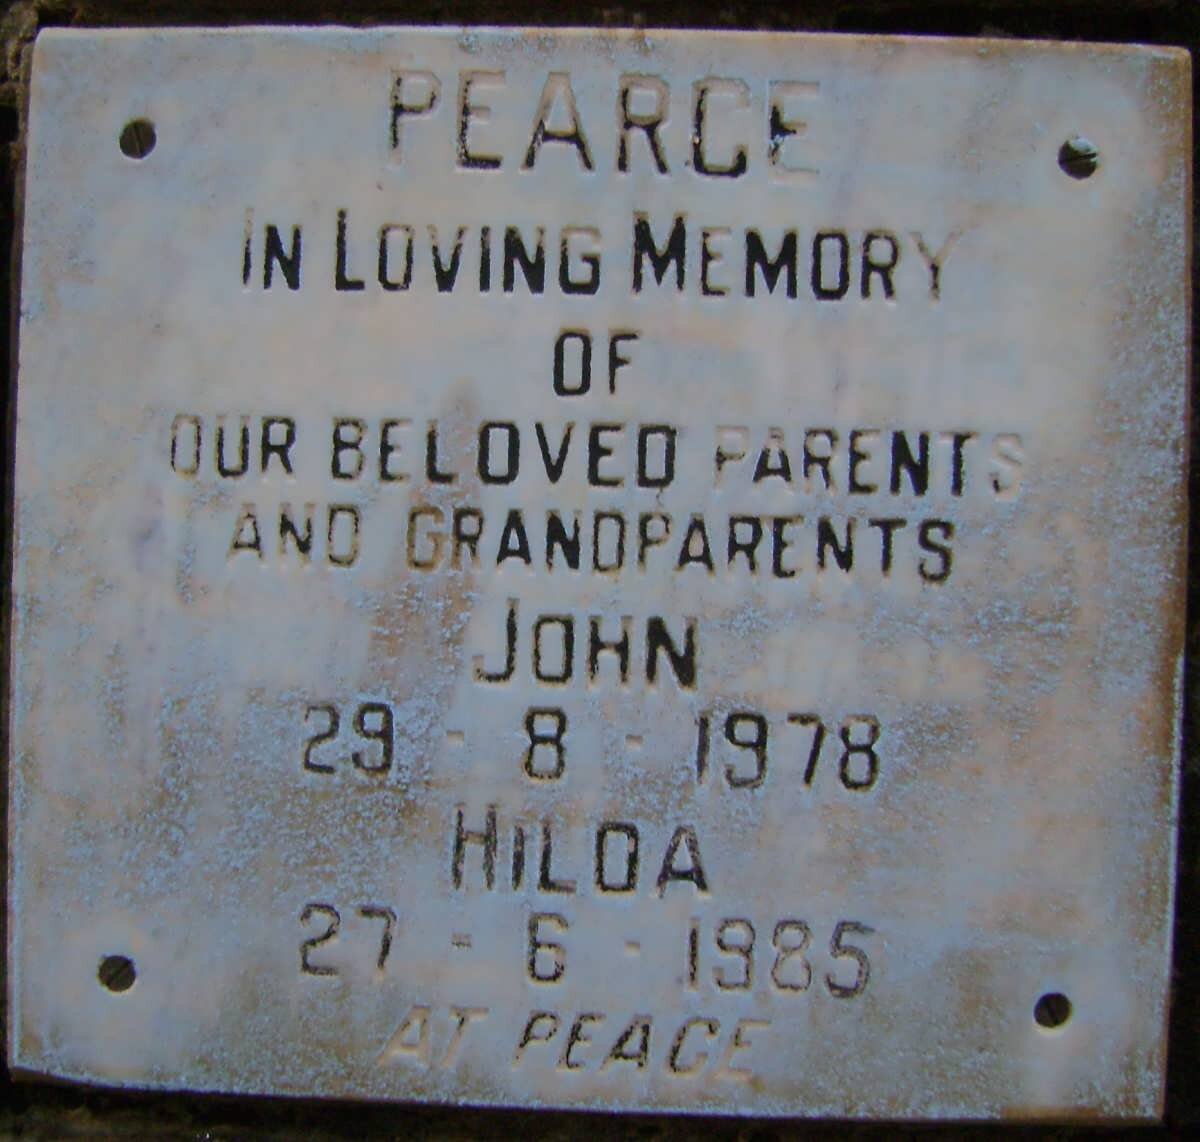 PEARCE
IN LOVING MEMORY
OF
OUR BELOVED PARENTS
AND GRANDPARENTS
JOHN
29 - 8 - 1978
HILDA
27 - 6 - 1985
AT PEACE